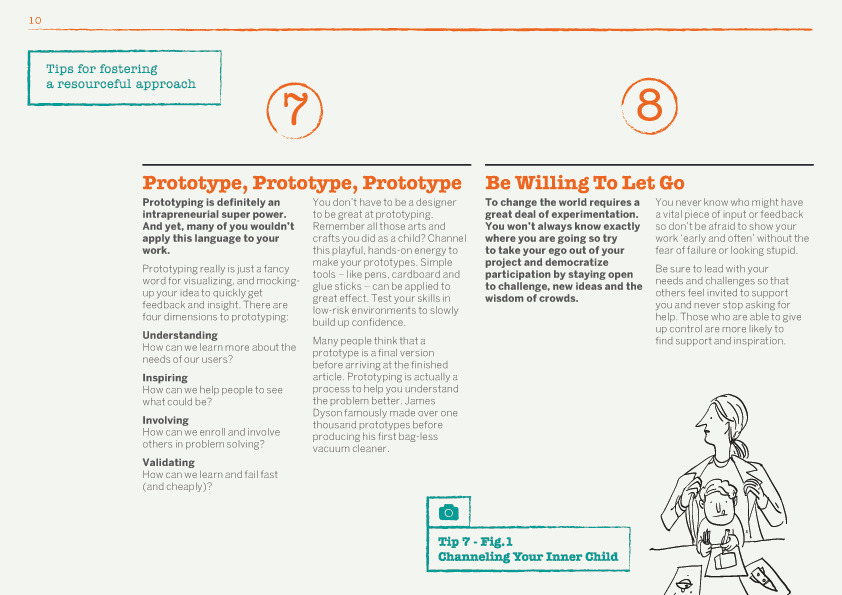 10
Tips for fostering
a resourceful approach
7
Prototype, Prototype, Prototype
Prototyping is definitely an
intrapreneurial super power.
And yet, many of you wouldn't
apply this language to your
work.
Prototyping really is just a fancy
word for visualizing, and mocking-
up your idea to quickly get
feedback and insight. There are
four dimensions to prototyping:
Understanding
How can we learn more about the
needs of our users?
Inspiring
How can we help people to see
what could be?
Involving
How can we enroll and involve
others in problem solving?
Validating
How can we learn and fail fast
(and cheaply)?
You don't have to be a designer
to be great at prototyping.
Remember all those arts and
crafts you did as a child? Channel
this playful, hands-on energy to
make your prototypes. Simple
tools – like pens, cardboard and
glue sticks – can be applied to
great effect. Test your skills in
low-risk environments to slowly
build up confidence.
Many people think that a
prototype is a final version
before arriving at the finished
article. Prototyping is actually a
process to help you understand
the problem better. James
Dyson famously made over one
thousand prototypes before
producing his first bag-less
vacuum cleaner.
8
Be Willing To Let Go
To change the world requires a
great deal of experimentation.
You won't always know exactly
where you are going so try
to take your ego out of your
project and democratize
participation by staying open
to challenge, new ideas and the
wisdom of crowds.
You never know who might have
a vital piece of input or feedback
so don't be afraid to show your
work 'early and often' without the
fear of failure or looking stupid.
Be sure to lead with your
needs and challenges so that
others feel invited to support
you and never stop asking for
help. Those who are able to give
up control are more likely to
find support and inspiration.
Tip 7 - Fig.1
Channeling Your Inner Child